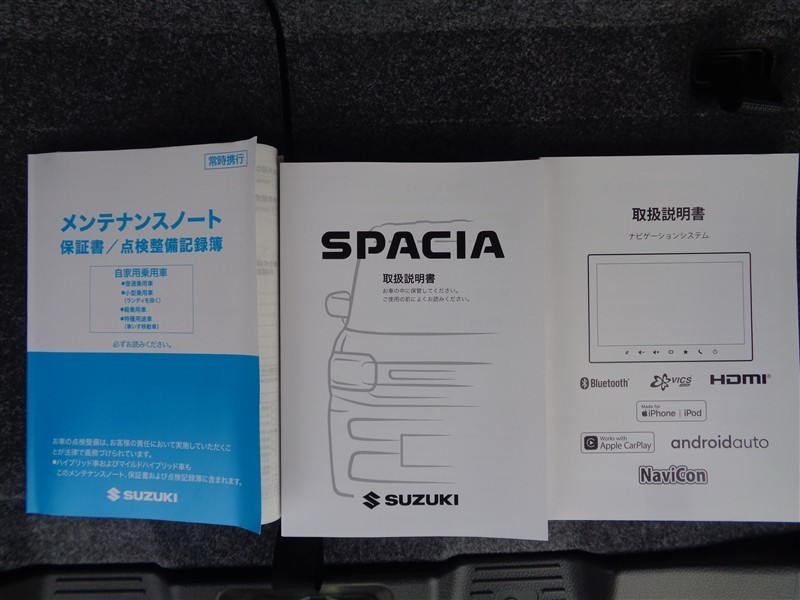 常時携行
メンテナンスノート
保証書／点検整備記録簿
自家用乗用車
●普通乗用車
●小型乗用車
(ランディを除く)
●軽乗用車
●特種用途車
(車いす移動車)
必ずお読みください。
お車の点検整備は、お客様の責任において実施していただくこ
とが法律で義務づけられています。
●ハイブリッド車およびマイルドハイブリッド車も
このメンテナンスノート、保証書および点検記録簿に含まれます。
SUZUKI
SPACIA
取扱説明書
お車の中に保管してください。
ご使用の前によくお読みください。
SUZUKI
取扱説明書
ナビゲーションシステム
Bluetooth
VICS
HDMI
Made for
iPhone | iPod
Works with
Apple CarPlay
androidauto
NaviCon